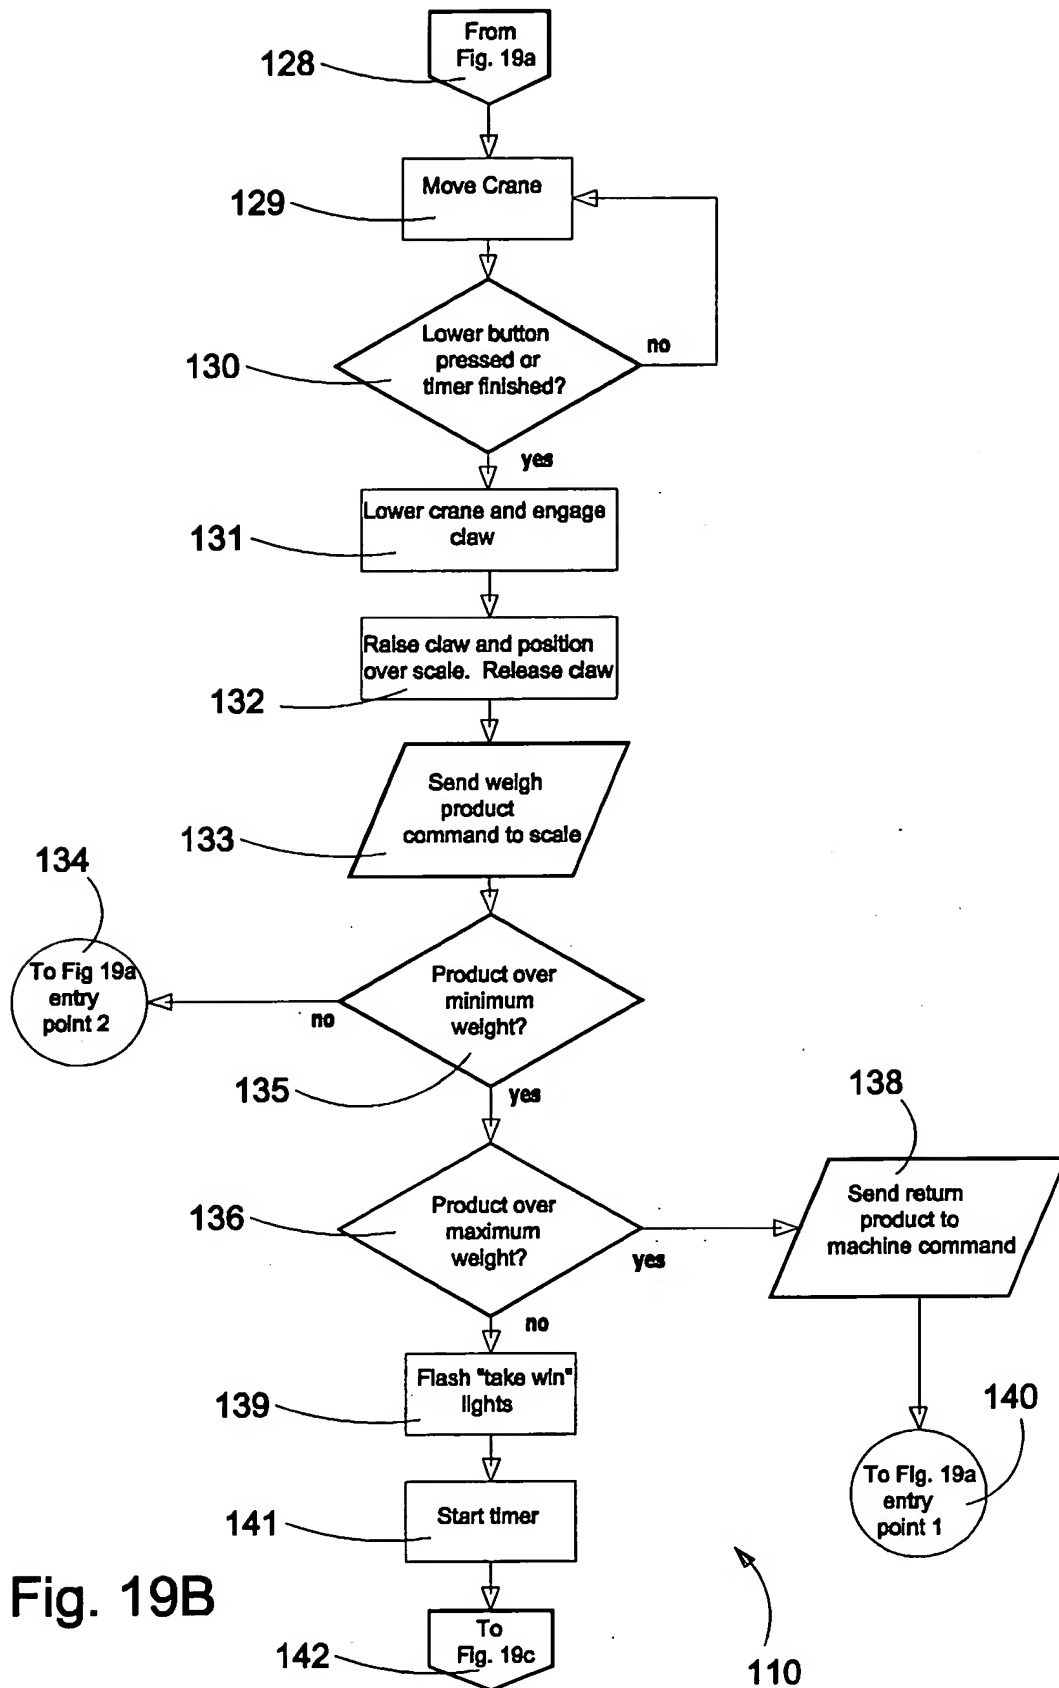 From
Fig. 19a
128
Move Crane
129
Lower button
pressed or
timer finished?
no
130
yes
Lower crane and engage
claw
131
Raise claw and position
over scale. Release claw
132
Send weigh
product
command to scale
133
134
To Fig 19a
entry
point 2
no
Product over
minimum
weight?
135
yes
138
Product over
maximum
weight?
136
yes
Send return
product to
machine command
no
Flash "take win"
lights
139
140
To Fig. 19a
entry
point 1
Start timer
141
Fig. 19B
To
Fig. 19c
142
110